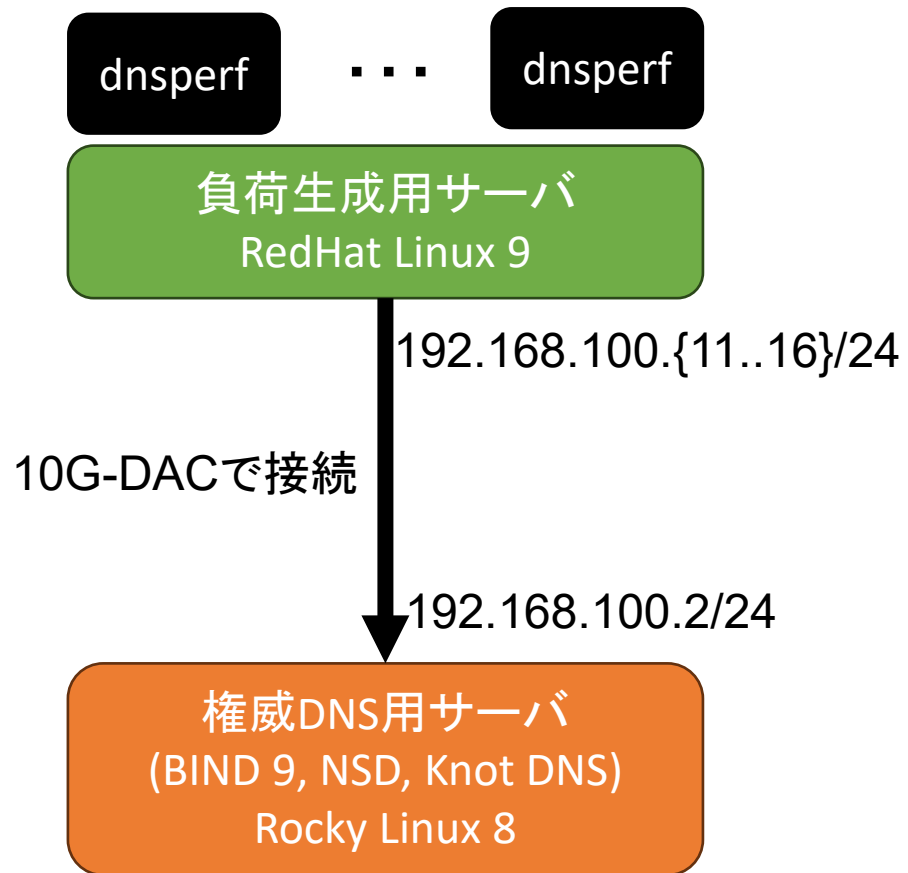 dnsperf ・・・ dnsperf
負荷生成用サーバ
RedHat Linux 9
192.168.100.{11..16}/24
10G-DACで接続
192.168.100.2/24
権威DNS用サーバ
(BIND 9, NSD, Knot DNS)
Rocky Linux 8